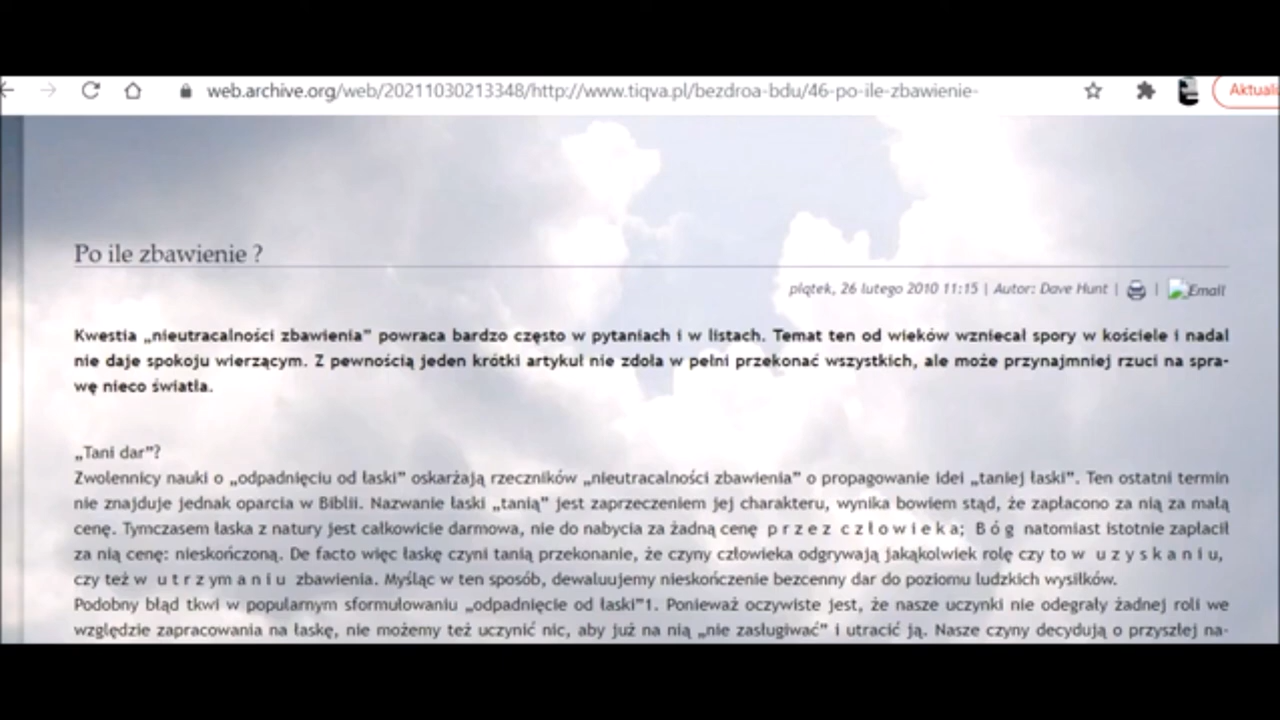 web.archive.org/web/20211030213348/http://www.tiqva.pl/bezdroa-bdu/46-po-ile-zbawienie-
Aktuali
Po ile zbawienie ?
piątek, 26 lutego 2010 11:15 | Autor: Dave Hunt | | Email
Kwestia „nieutracalności zbawienia” powraca bardzo często w pytaniach i w listach. Temat ten od wieków wzniecał spory w kościele i nadal
nie daje spokoju wierzącym. Z pewnością jeden krótki artykuł nie zdoła w pełni przekonać wszystkich, ale może przynajmniej rzuci na spra-
wę nieco światła.
„Tani dar”?
Zwolennicy nauki o „odpadnięciu od łaski” oskarżają rzeczników „nieutracalności zbawienia” o propagowanie idei „taniej łaski”. Ten ostatni termin
nie znajduje jednak oparcia w Biblii. Nazwanie łaski „tanią” jest zaprzeczeniem jej charakteru, wynika bowiem stąd, że zapłacono za nią za małą
cenę. Tymczasem łaska z natury jest całkowicie darmowa, nie do nabycia za żadną cenę p r z e z c z ł o w i e k a; B ó g natomiast istotnie zapłacił
za nią cenę: nieskończoną. De facto więc łaskę czyni tanią przekonanie, że czyny człowieka odgrywają jakąkolwiek rolę czy to w u z y s k a n i u,
czy też w u t r z y m a n i u zbawienia. Myśląc w ten sposób, dewaluujemy nieskończenie bezcenny dar do poziomu ludzkich wysiłków.
Podobny błąd tkwi w popularnym sformułowaniu „odpadnięcie od łaski”1. Ponieważ oczywiste jest, że nasze uczynki nie odegrały żadnej roli we
względzie zapracowania na łaskę, nie możemy też uczynić nic, aby już na nią „nie zasługiwać” i utracić ją. Nasze czyny decydują o przyszłej na-